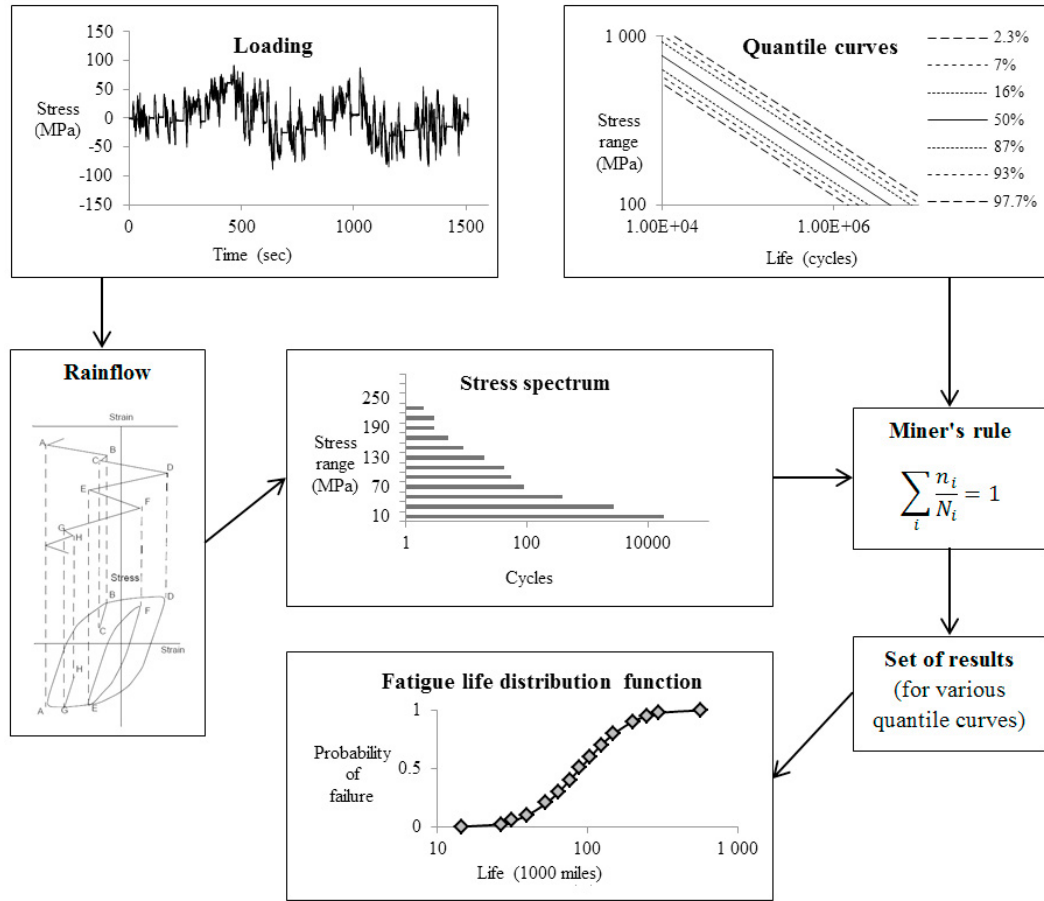 Loading
150
100
50
0
-50
-100
-150
Stress
(MPa)
0
500
1000
1500
Time (sec)
Quantile curves
1 000
100
Stress
range
(MPa)
1.00E+04
1.00E+06
Life (cycles)
2.3%
7%
16%
50%
87%
93%
97.7%
Rainflow
Strain
A
B
C
D
E
F
G
H
Stress
B
D
F
C
Strain
H
A
G
E
Stress spectrum
250
190
130
70
10
Stress
range
(MPa)
1
100
10000
Cycles
Miner's rule
∑ i n_i / N_i = 1
Set of results
(for various
quantile curves)
Fatigue life distribution function
1
0.5
0
Probability
of
failure
10
100
1 000
Life (1000 miles)